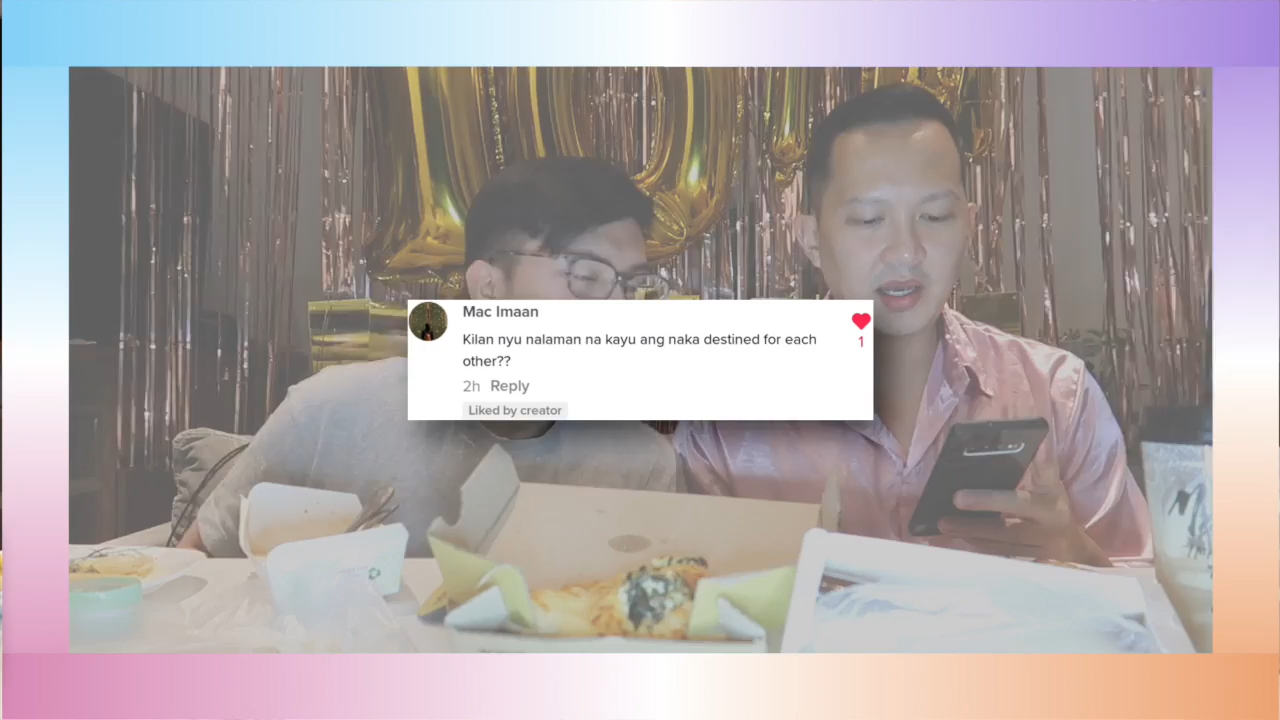 Mac Imaan
Kilan nyu nalaman na kayu ang naka destined for each
other??
1
2h Reply
Liked by creator